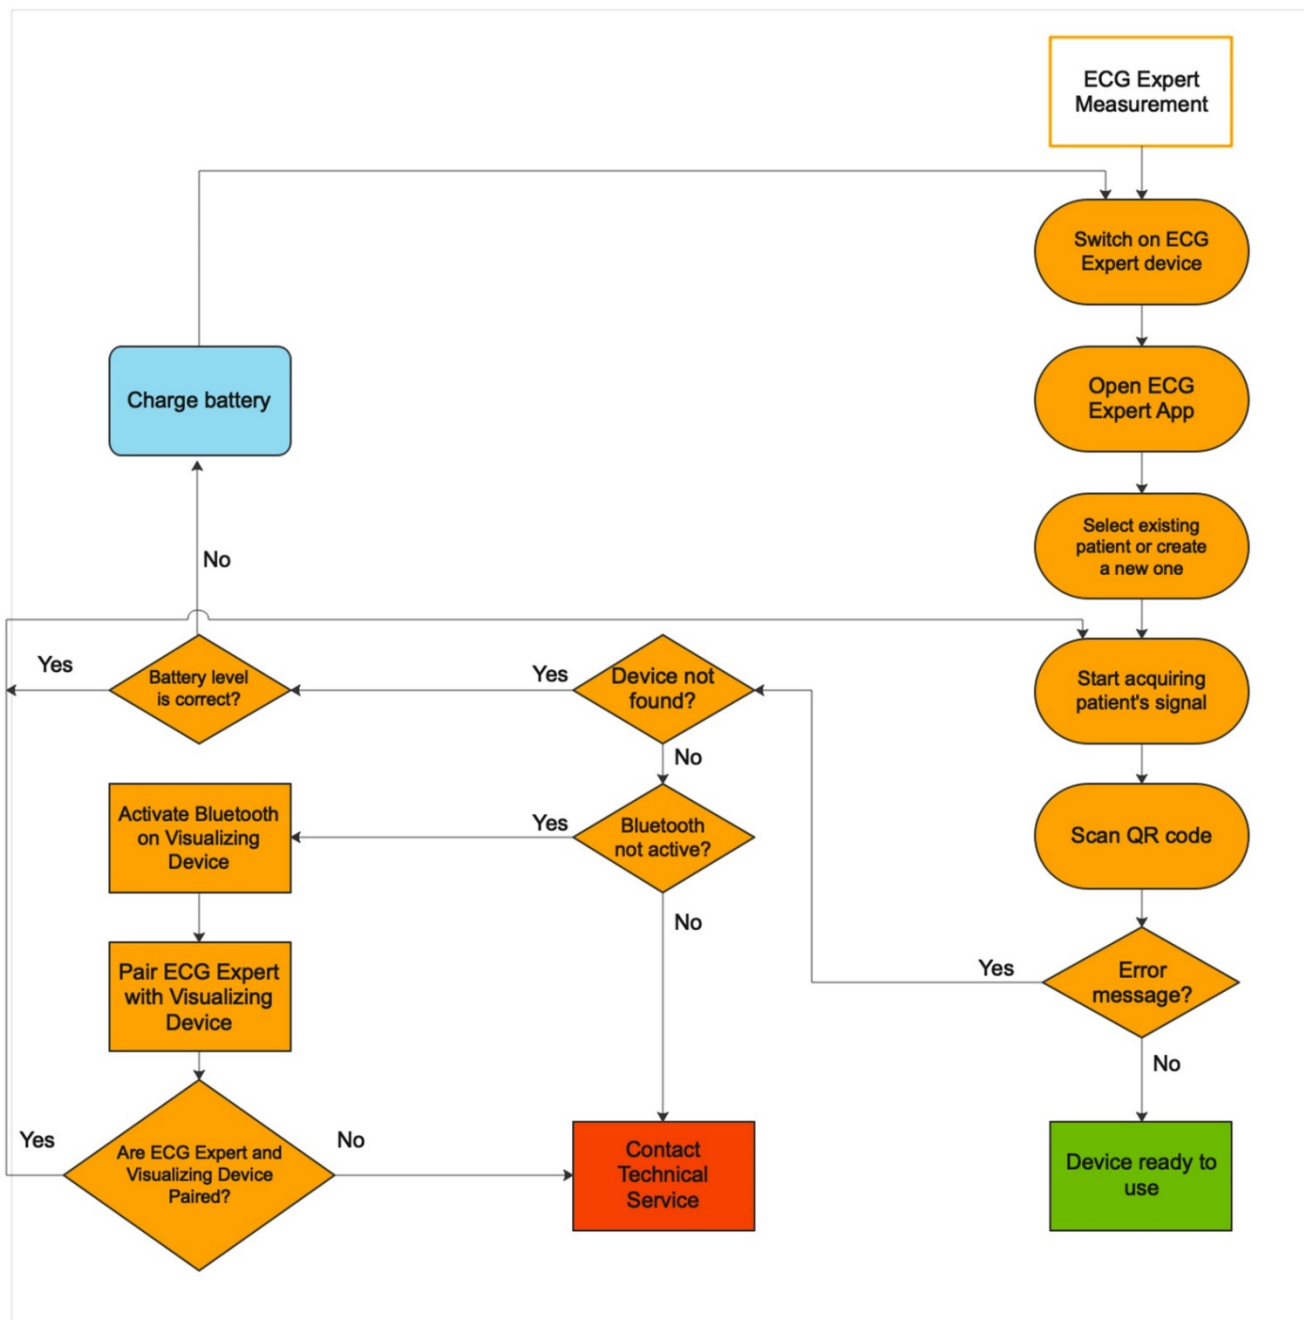 ECG Expert
Measurement
Switch on ECG
Expert device
Charge battery
Open ECG
Expert App
Select existing
patient or create
a new one
No
Yes
Battery level
is correct?
Yes
Device not
found?
Start acquiring
patient's signal
No
Activate Bluetooth
on Visualizing
Device
Yes
Bluetooth
not active?
Scan QR code
No
Pair ECG Expert
with Visualizing
Device
Yes
Error
message?
No
Yes
Are ECG Expert and
Visualizing Device
Paired?
No
Contact
Technical
Service
Device ready to
use